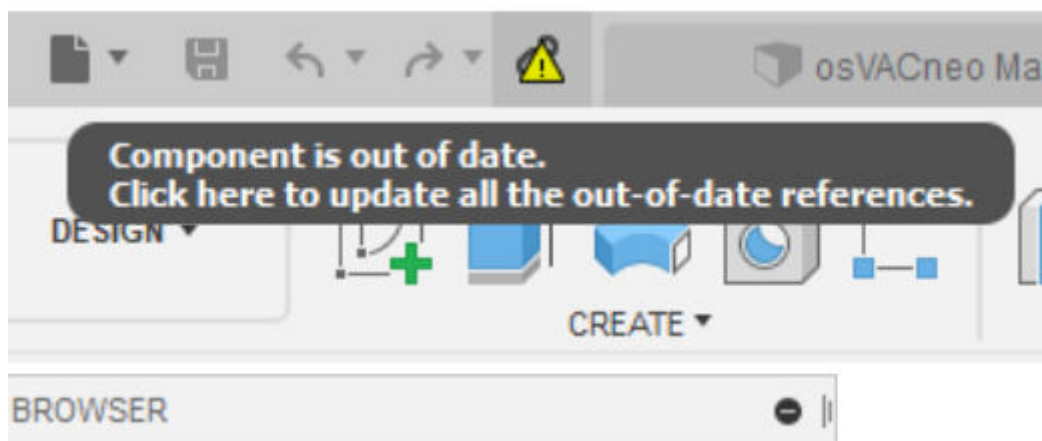 osVACneo Ma
Component is out of date.
Click here to update all the out-of-date references.
DESIGN
CREATE
BROWSER